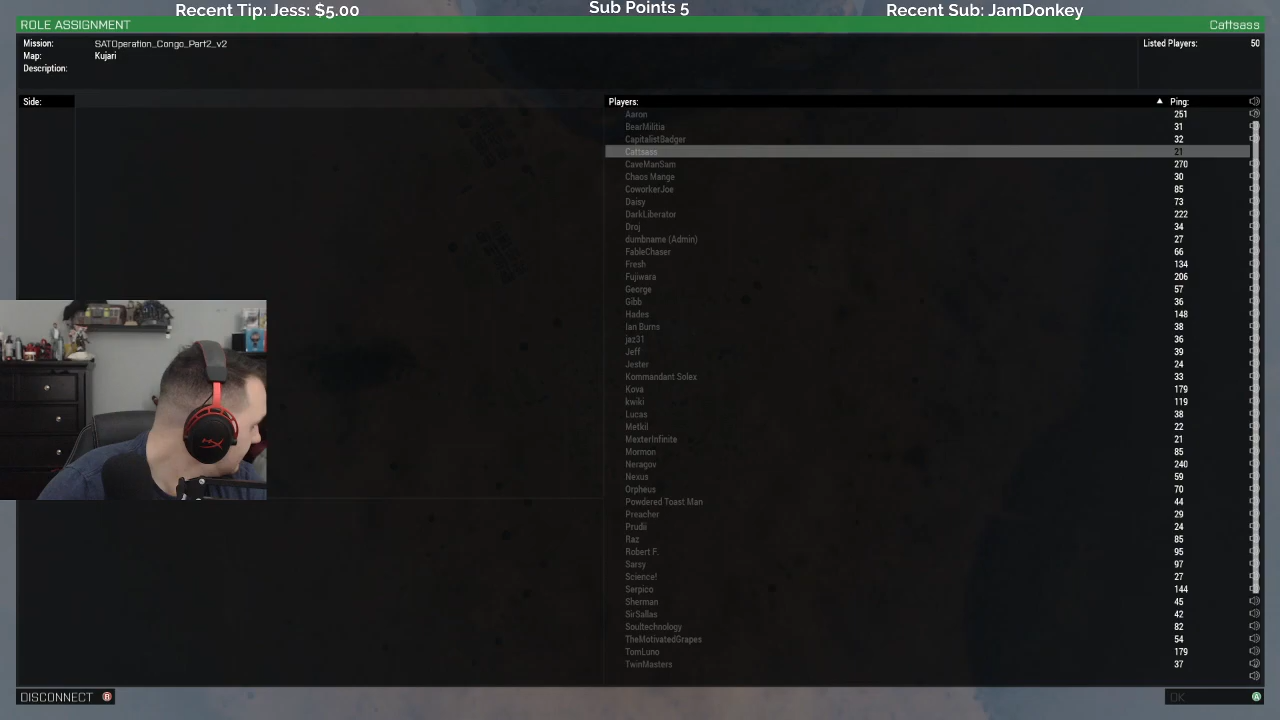 Recent Tip: Jess: $5.00 Sub Points 5 Recent Sub: JamDonkey
ROLE ASSIGNMENT Cattsass
Mission: SATOperation_Congo_Part2_v2 Listed Players: 50
Map: Kujari
Description:
Side: Players: Ping:
Aaron 251
BearMilitia 31
CapitalistBadger 32
Cattsass 21
CaveManSam 270
Chaos Mange 30
CoworkerJoe 85
Daisy 73
DarkLiberator 222
Droj 34
dumbname (Admin) 27
FableChaser 66
Fresh 134
Fujiwara 206
George 57
Gibb 36
Hades 148
Ian Burns 38
jaz31 36
Jeff 39
Jester 24
Kommandant Solex 33
Kova 179
kwiki 119
Lucas 38
Metkil 22
MexterInfinite 21
Mormon 85
Neragov 240
Nexus 59
Orpheus 70
Powdered Toast Man 44
Preacher 29
Prudii 24
Raz 85
Robert F. 95
Sarsy 97
Science! 27
Serpico 144
Sherman 45
SirSallas 42
Soultechnology 82
TheMotivatedGrapes 54
TomLuno 179
TwinMasters 37
DISCONNECT B OK A